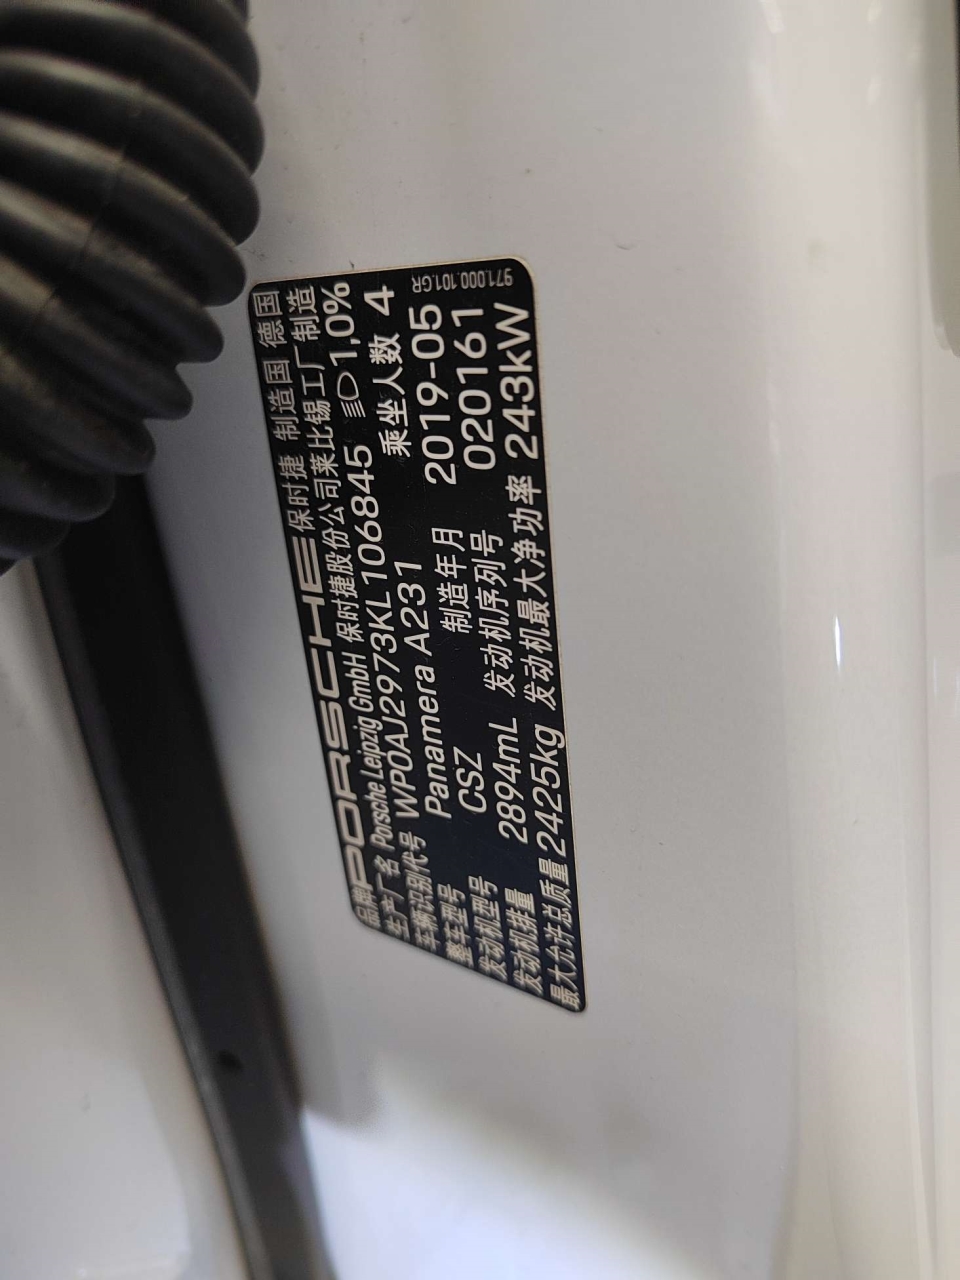 品牌 PORSCHE 保时捷 制造国 德国
生产厂名 Porsche Leipzig GmbH 保时捷股份公司莱比锡工厂制造
车辆识别代号 WP0AJ2973KL106845 1,0%
整车型号 Panamera A231 乘坐人数 4
发动机型号 CSZ 制造年月 2019-05
发动机排量 2894mL 发动机序列号 020161
最大允许总质量 2425kg 发动机最大净功率 243kW
971.000.101.GR